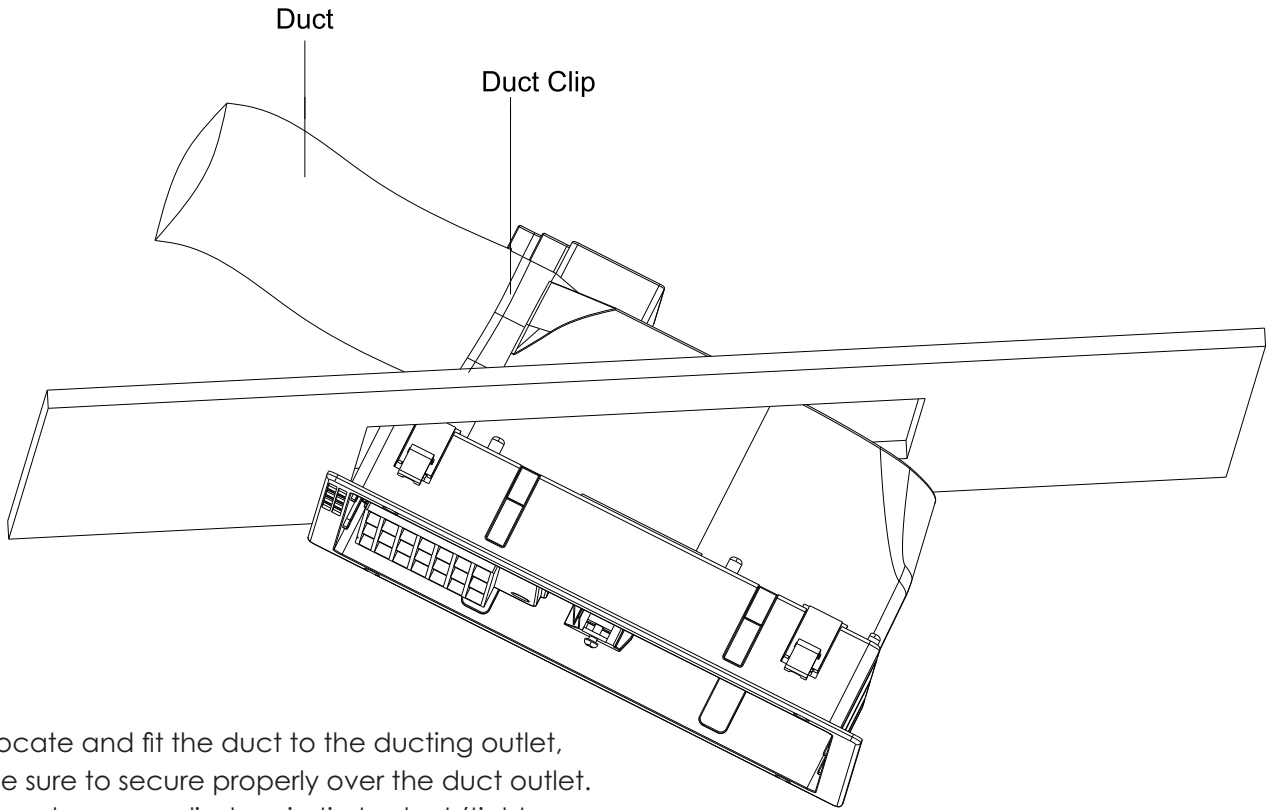 Duct
Duct Clip
ocate and fit the duct to the ducting outlet,
e sure to secure properly over the duct outlet.